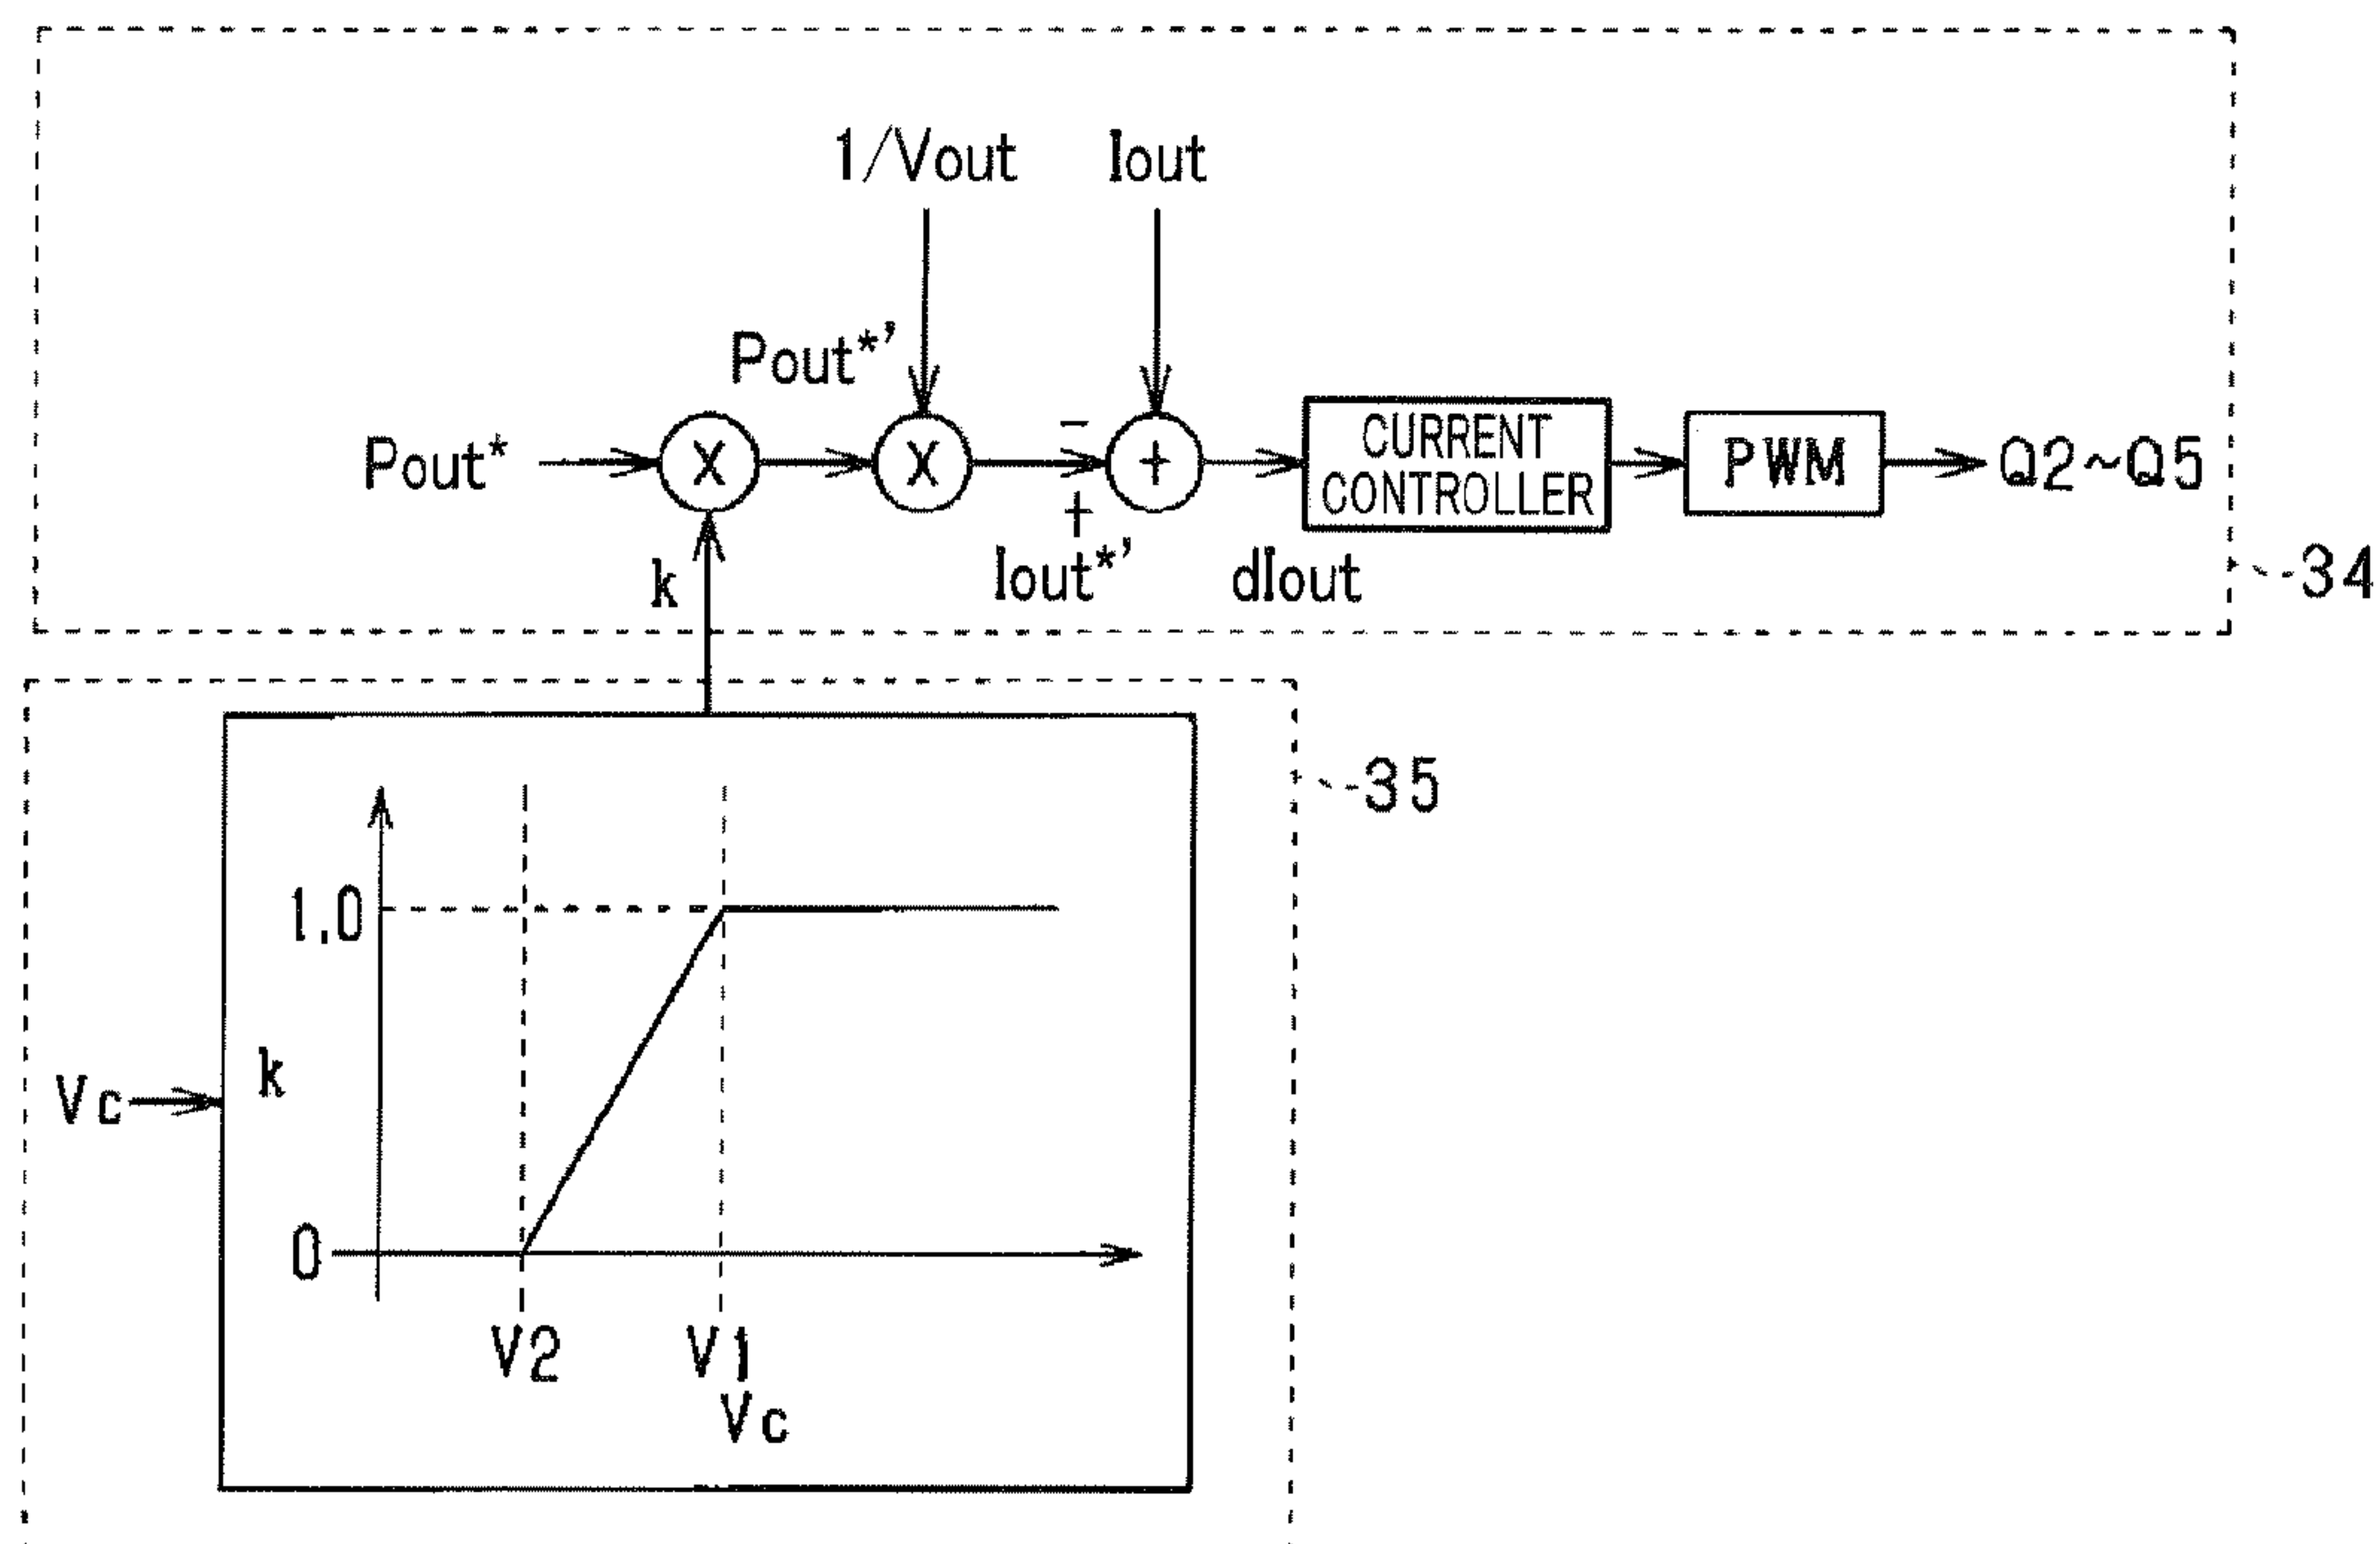 1/Vout Iout
Pout*'
Pout* X X - + CURRENT CONTROLLER PWM Q2~Q5
+
k Iout*' dIout 34
35
1.0
k
Vc
0
V2 V1
Vc